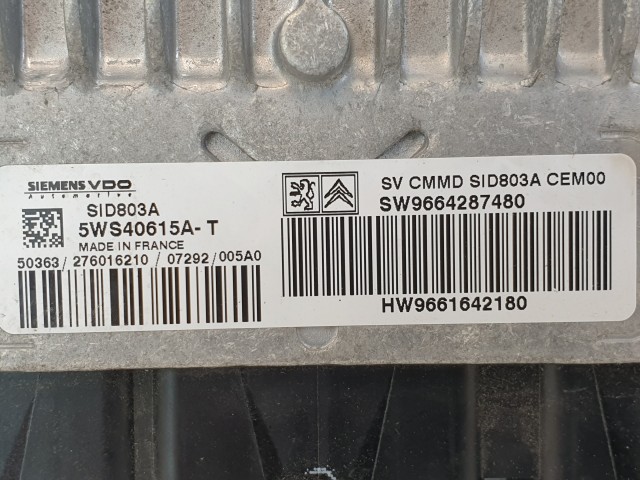 SIEMENS VDO
Automotive
SID803A
5WS40615A-T
MADE IN FRANCE
50363/276016210/07292/005A0
SV CMMD SID803A CEM00
SW9664287480
HW9661642180